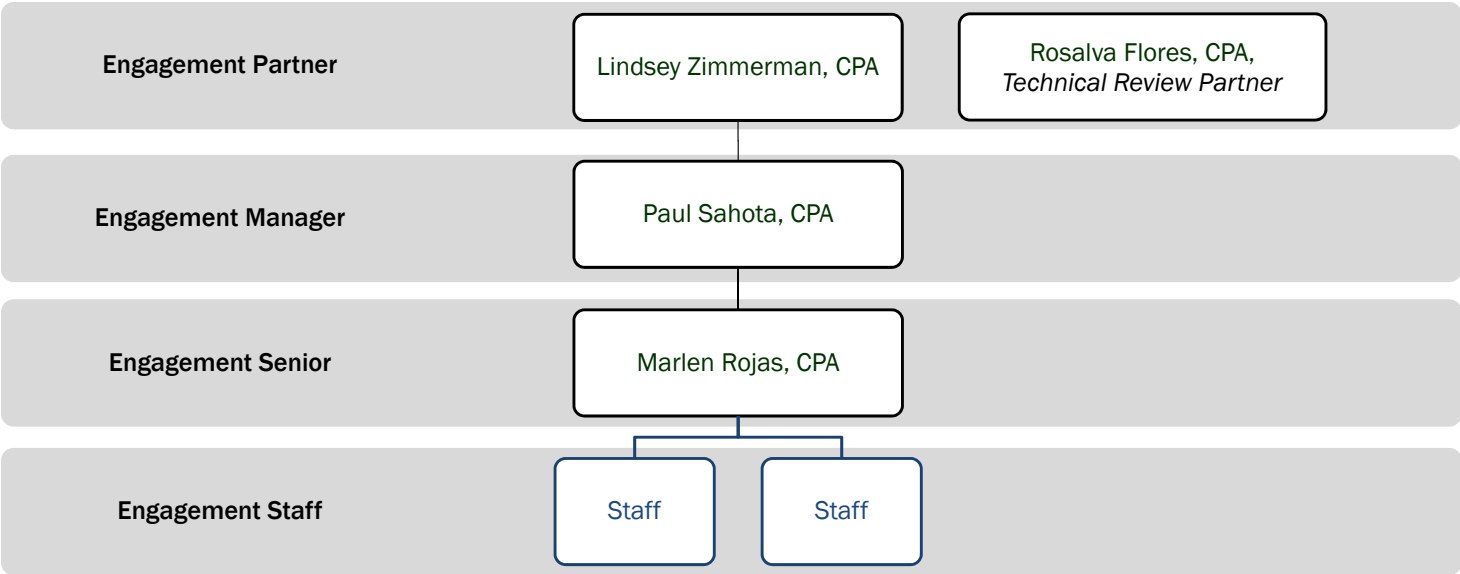 Engagement Partner
Lindsey Zimmerman, CPA
Rosalva Flores, CPA,
Technical Review Partner
Engagement Manager
Paul Sahota, CPA
Engagement Senior
Marlen Rojas, CPA
Engagement Staff
Staff
Staff